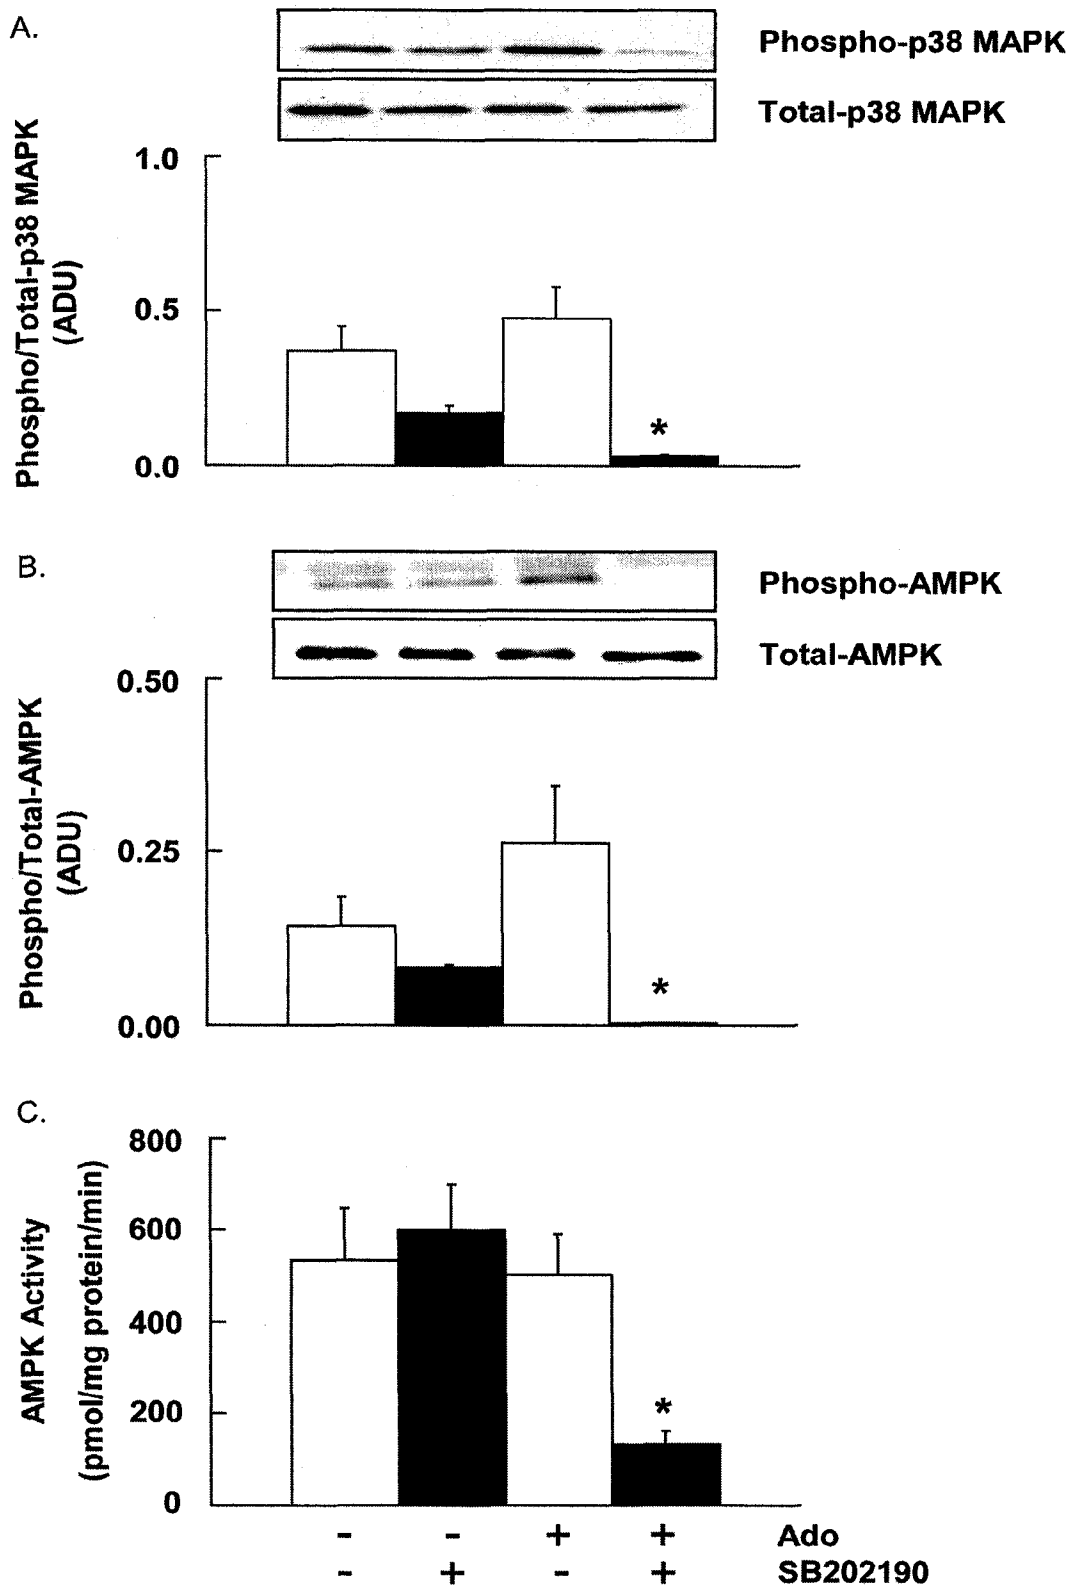 A.
Phospho-p38 MAPK
Total-p38 MAPK
Phospho/Total-p38 MAPK
(ADU)
1.0
0.5
0.0
*
B.
Phospho-AMPK
Total-AMPK
Phospho/Total-AMPK
(ADU)
0.50
0.25
0.00
*
C.
AMPK Activity
(pmol/mg protein/min)
800
600
400
200
0
*
- - + + Ado
- + - + SB202190